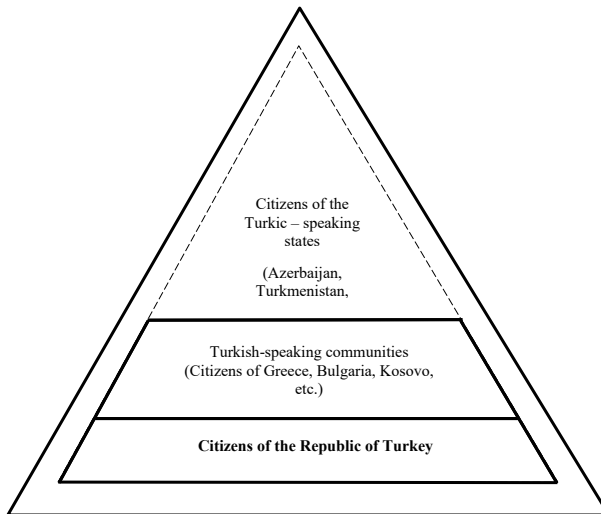 Citizens of the
Turkic – speaking
states
(Azerbaijan,
Turkmenistan,
Turkish-speaking communities
(Citizens of Greece, Bulgaria, Kosovo,
etc.)
Citizens of the Republic of Turkey